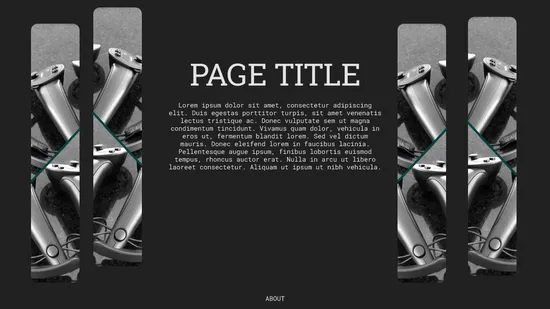 PAGE TITLE
Lorem ipsum dolor sit amet, consectetur adipiscing
elit. Duis egestas porttitor turpis, sit amet venenatis
lectus tristique ac. Donec vulputate sem ut magna
condimentum tincidunt. Vivamus quam dolor, vehicula in
eros ut, fermentum blandit lorem. Sed vel dictum
mauris. Donec eleifend lorem in faucibus lacinia.
Pellentesque augue ipsum, finibus lobortis euismod
tempus, rhoncus auctor erat. Nulla in arcu ut libero
laoreet consectetur. Aliquam ut ipsum ut nibh vehicula.
ABOUT